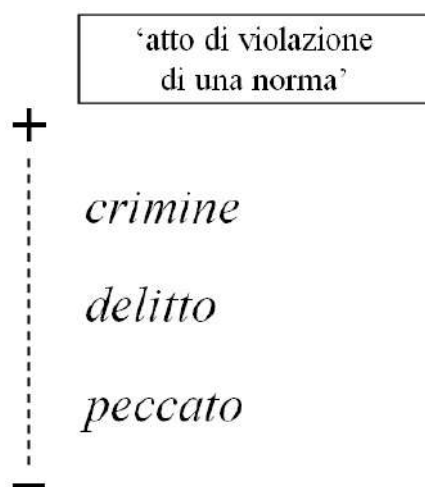 ‘atto di violazione
di una norma’
+
crimine
delitto
peccato
–